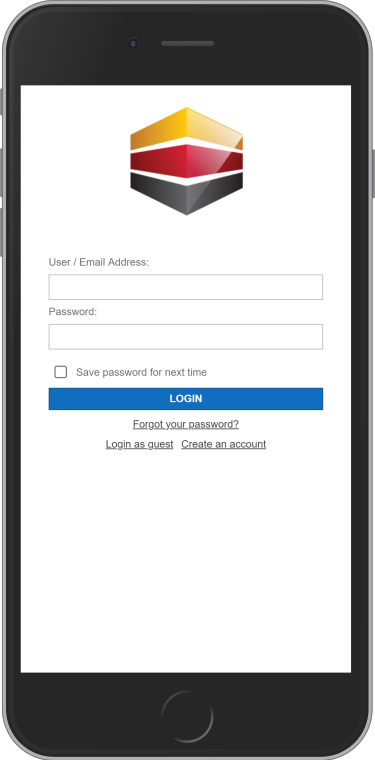 User / Email Address:
Password:
Save password for next time
LOGIN
Forgot your password?
Login as guest Create an account